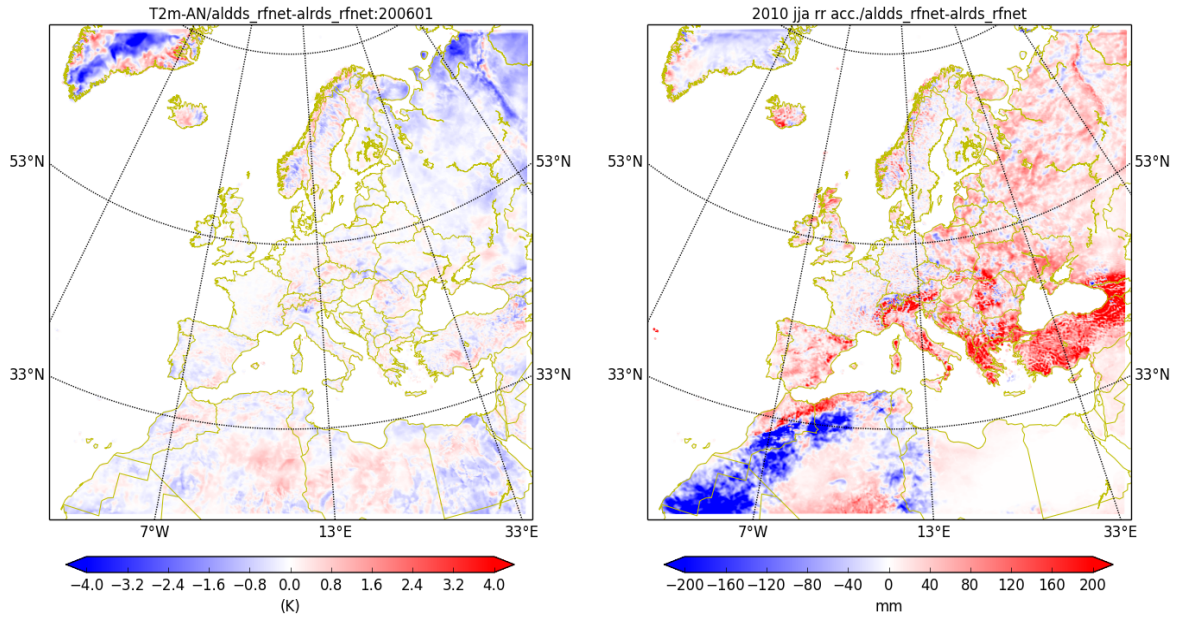 T2m-AN/aldds_rfnet-alrds_rfnet:200601
53°N
53°N
33°N
33°N
7°W
13°E
33°E
−4.0 −3.2 −2.4 −1.6 −0.8 0.0 0.8 1.6 2.4 3.2 4.0
(K)
2010 jja rr acc./aldds_rfnet-alrds_rfnet
53°N
53°N
33°N
33°N
7°W
13°E
33°E
−200−160−120 −80 −40 0 40 80 120 160 200
mm